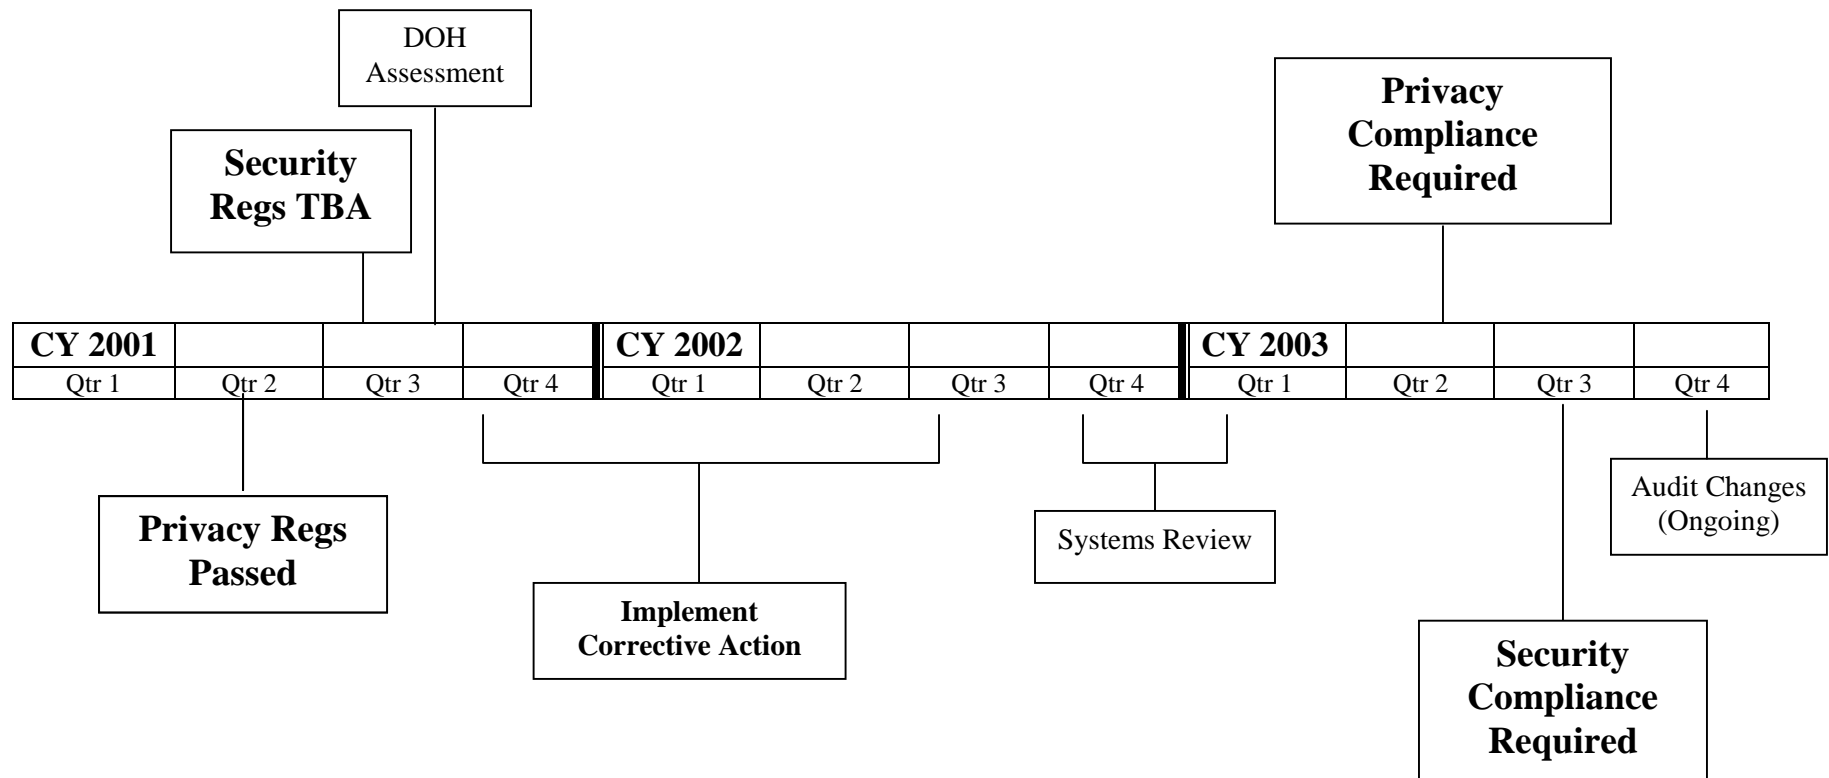 DOH
Assessment
Security
Regs TBA
Privacy
Compliance
Required
CY 2001 CY 2002 CY 2003
Qtr 1 Qtr 2 Qtr 3 Qtr 4 Qtr 1 Qtr 2 Qtr 3 Qtr 4 Qtr 1 Qtr 2 Qtr 3 Qtr 4
Privacy Regs
Passed
Implement
Corrective Action
Systems Review
Audit Changes
(Ongoing)
Security
Compliance
Required